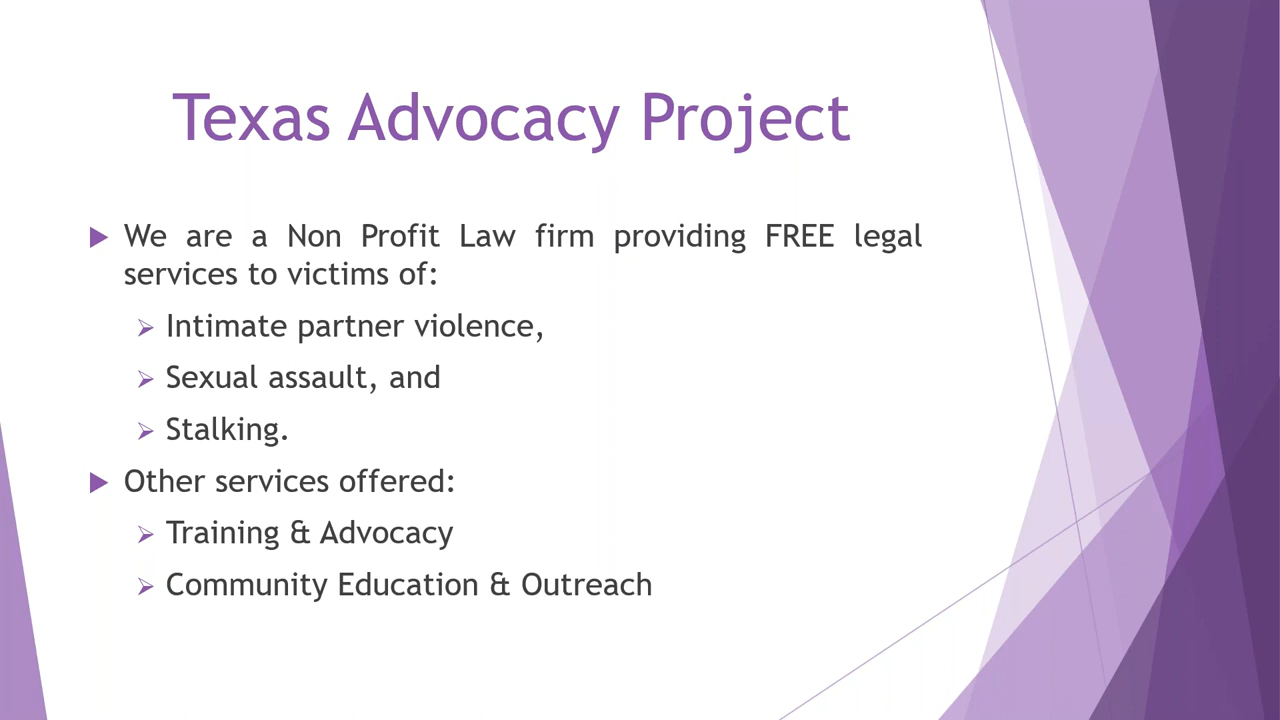 Texas Advocacy Project
We are a Non Profit Law firm providing FREE legal
services to victims of:
Intimate partner violence,
Sexual assault, and
Stalking.
Other services offered:
Training & Advocacy
Community Education & Outreach